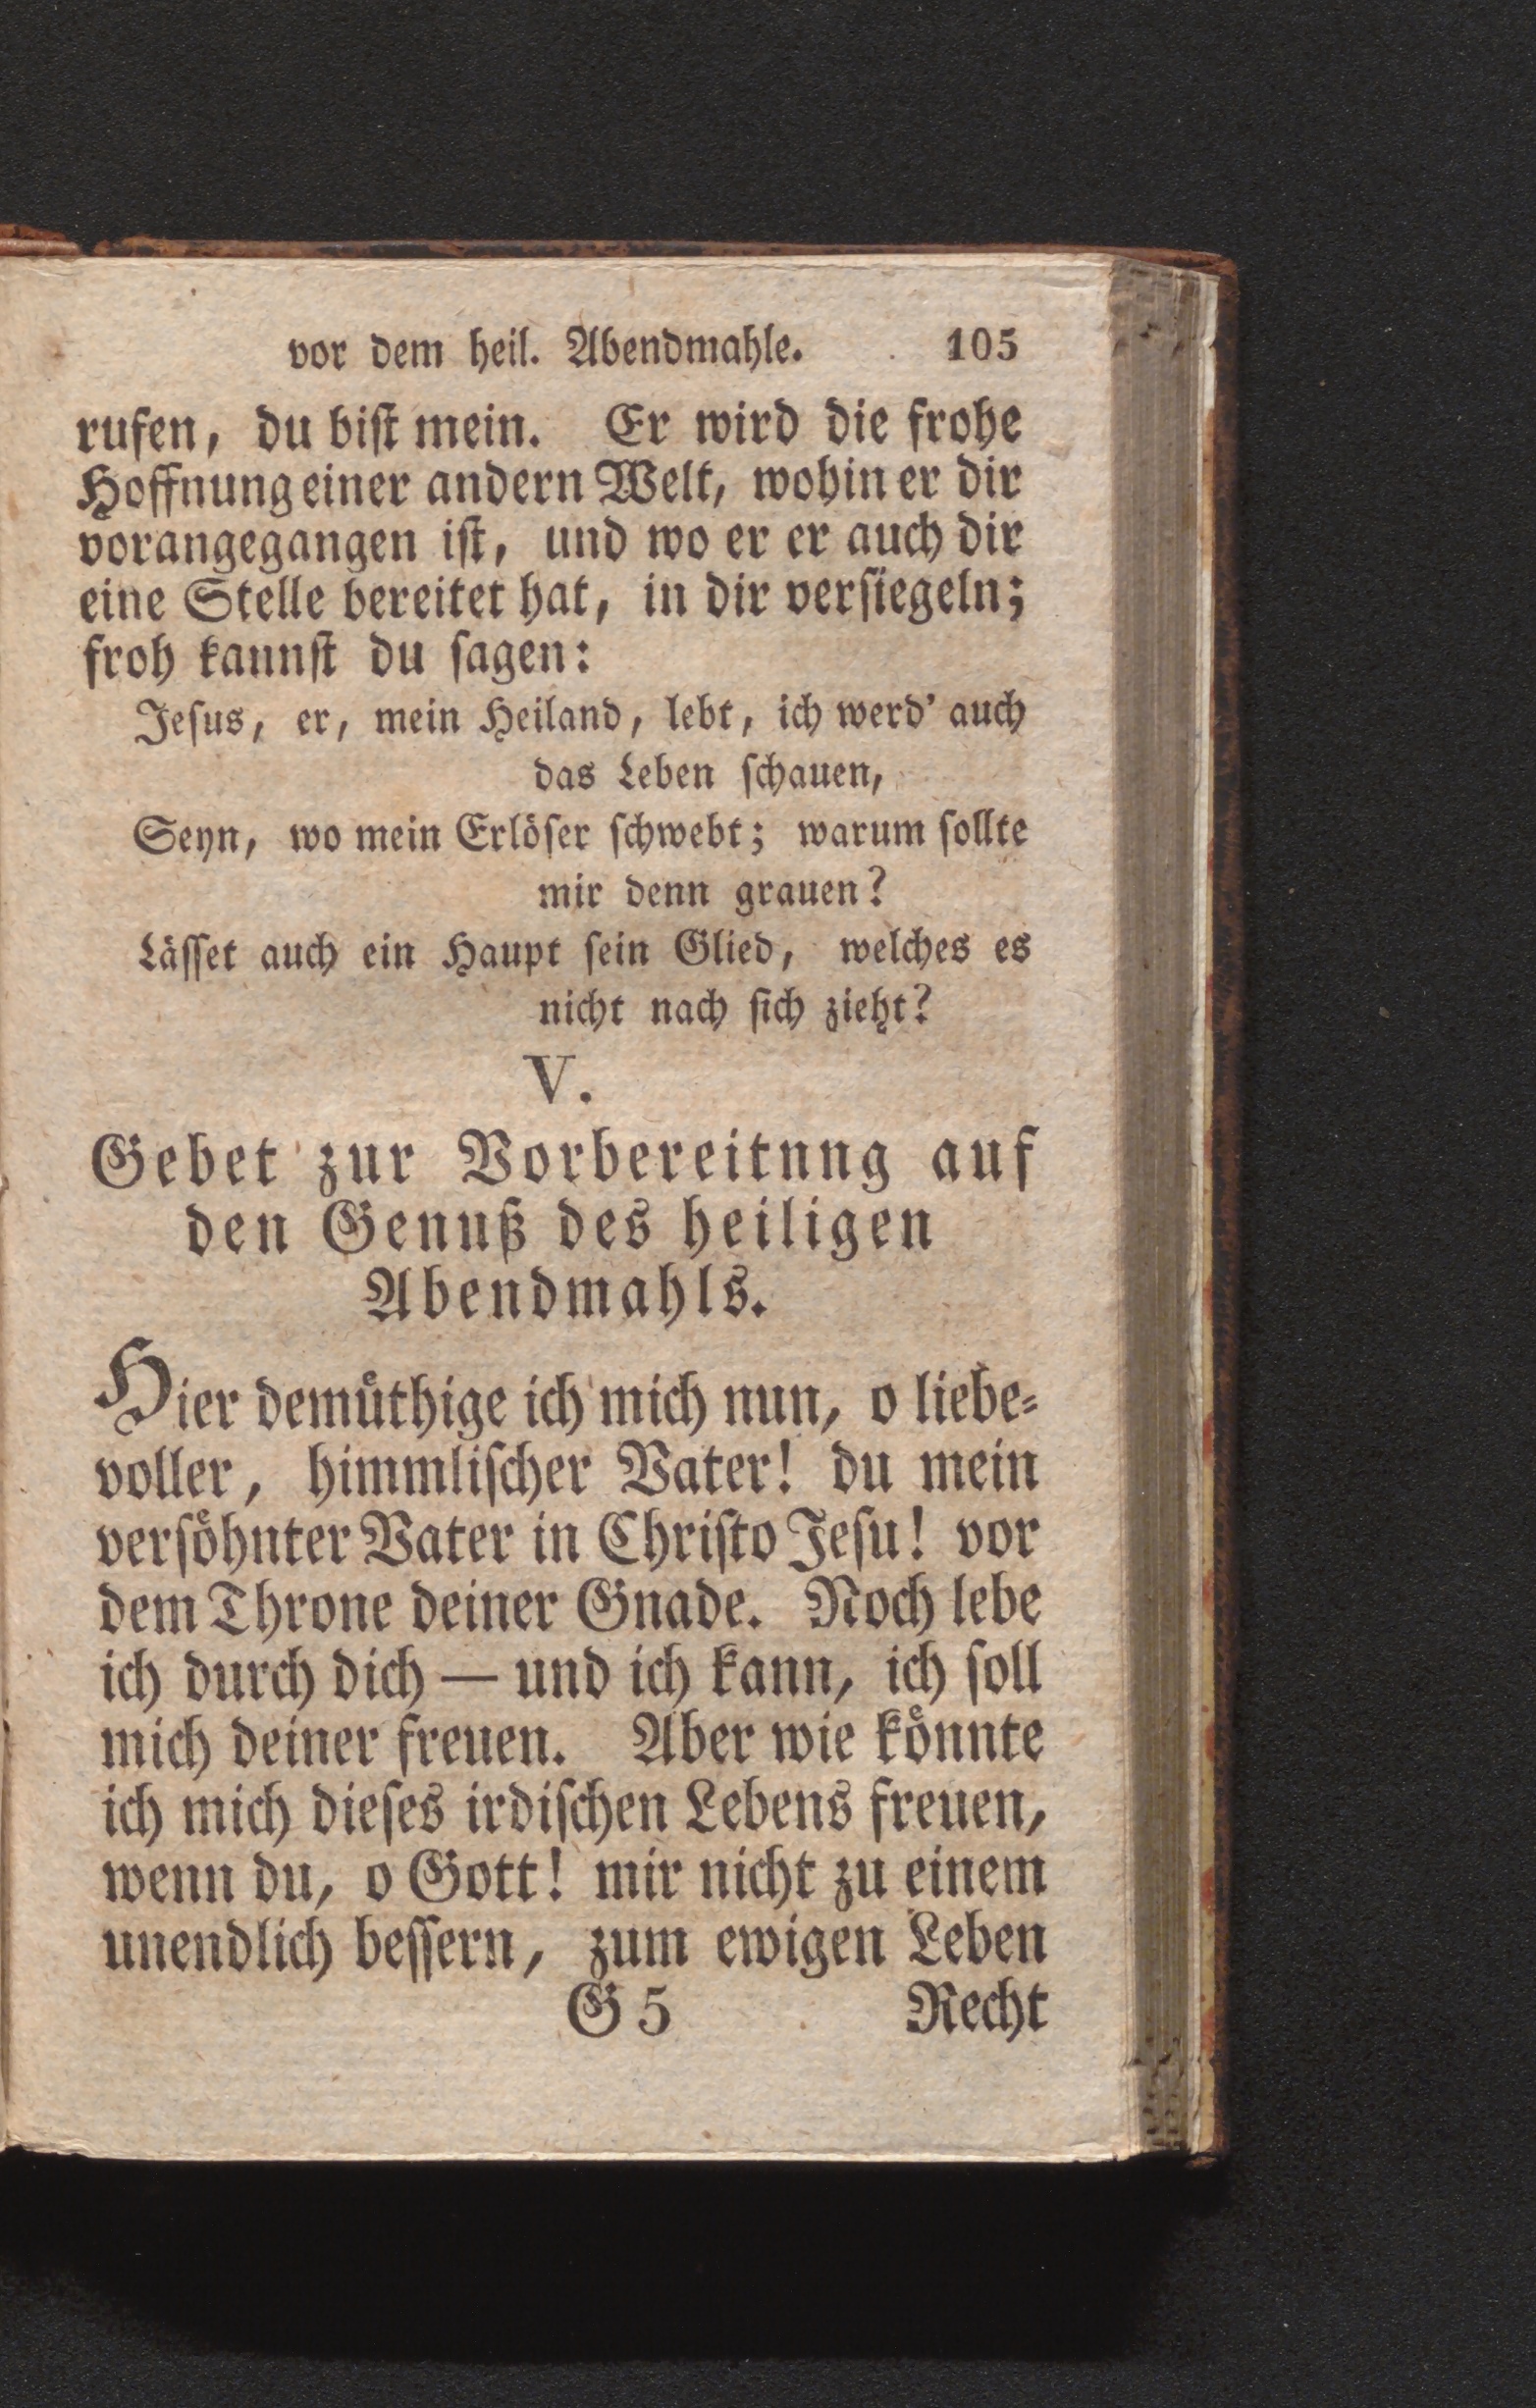 vor dem heil. Abendmahle. 105
rufen, du biſt mein. Er wird die frohe
Hoffnung einer andern Welt, wohin er dir
vorangegangen iſt, und wo er er auch dir
eine Stelle bereitet hat, in dir verſiegeln;
froh kannſt du ſagen:
Jeſus, er, mein Heiland, lebt, ich werd' auch
das Leben ſchauen,
Seyn, wo mein Erlöſer ſchwebt; warum ſollte
mir denn grauen?
Läſſet auch ein Haupt ſein Glied, welches es
nicht nach ſich zieht?
V.
Gebet zur Vorbereitnng auf
den Genuß des heiligen
Abendmahls.
Hier demüthige ich mich nun, o liebe-
voller, himmliſcher Vater! du mein
verſöhnter Vater in Chriſto Jeſu! vor
dem Throne deiner Gnade. Noch lebe
ich durch dich — und ich kann, ich ſoll
mich deiner freuen. Aber wie könnte
ich mich dieſes irdiſchen Lebens freuen,
wenn du, o Gott! mir nicht zu einem
unendlich beſſern, zum ewigen Leben
G 5 Recht